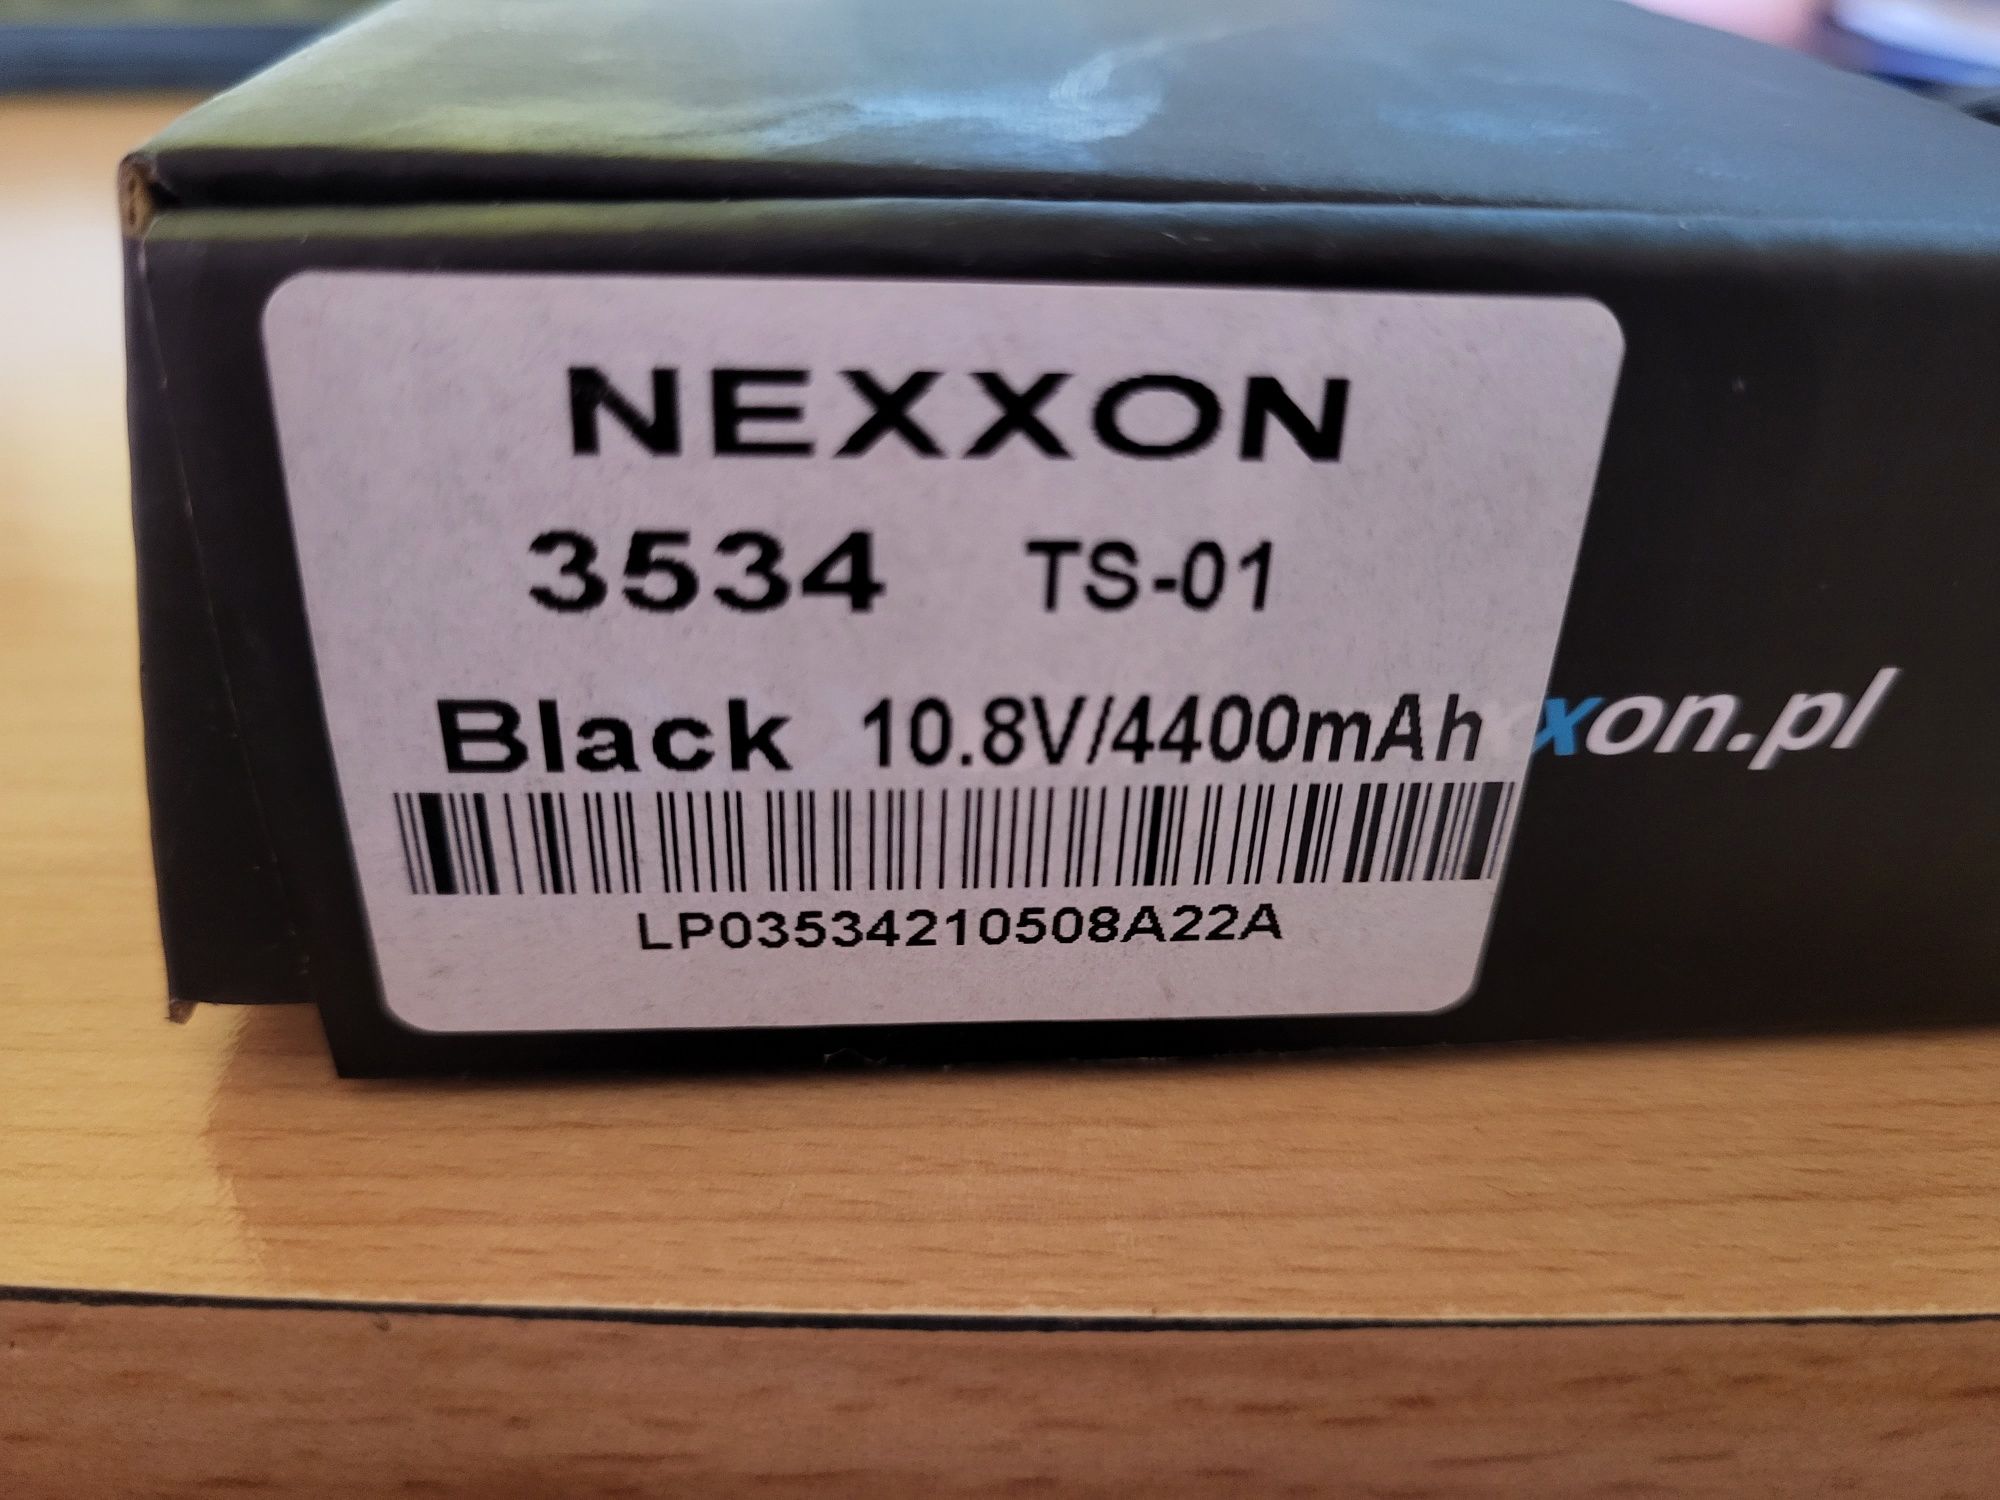 NEXXON
3534 TS-01
Black 10.8V/4400mAh
xon.pl
LP03534210508A22A